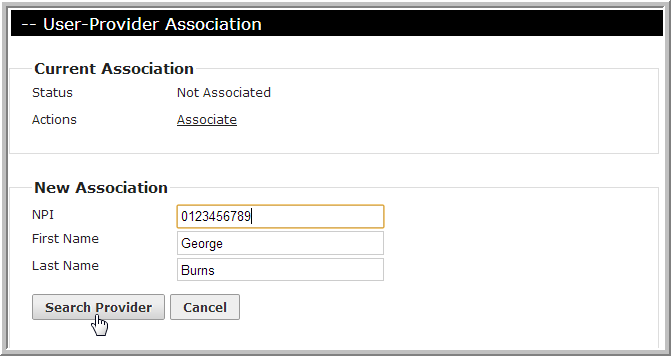 -- User-Provider Association
Current Association
Status Not Associated
Actions Associate
New Association
NPI 0123456789
First Name George
Last Name Burns
Search Provider Cancel